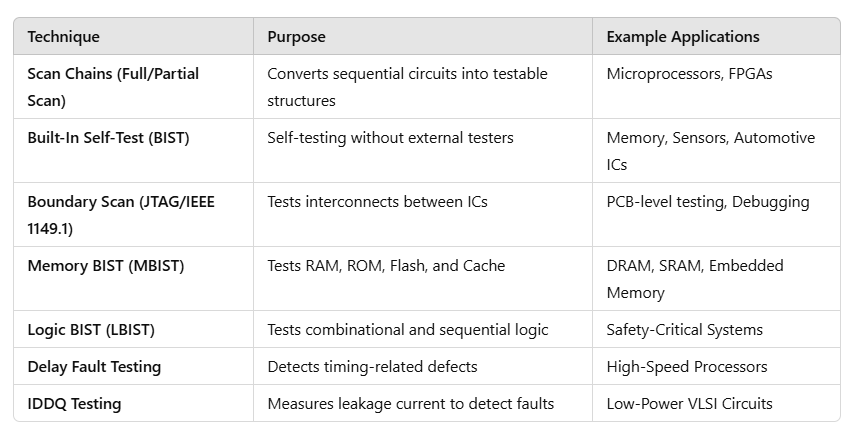 Technique Purpose Example Applications
Scan Chains (Full/Partial Converts sequential circuits into testable Microprocessors, FPGAs
Scan) structures
Built-In Self-Test (BIST) Self-testing without external testers Memory, Sensors, Automotive
ICs
Boundary Scan (JTAG/IEEE Tests interconnects between ICs PCB-level testing, Debugging
1149.1)
Memory BIST (MBIST) Tests RAM, ROM, Flash, and Cache DRAM, SRAM, Embedded
Memory
Logic BIST (LBIST) Tests combinational and sequential logic Safety-Critical Systems
Delay Fault Testing Detects timing-related defects High-Speed Processors
IDDQ Testing Measures leakage current to detect faults Low-Power VLSI Circuits